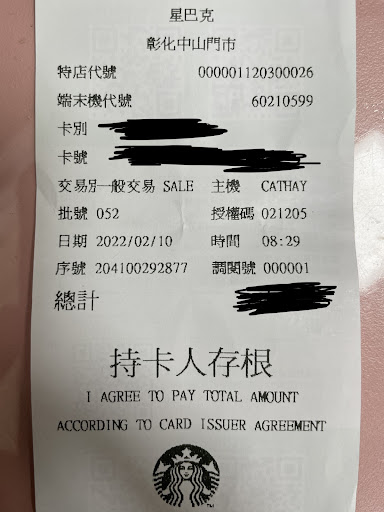 星巴克
彰化中山門市
特店代號 000001120300026
端末機代號 60210599
卡別
卡號
交易別一般交易 SALE 主機 CATHAY
批號 052 授權碼 021205
日期 2022/02/10 時間 08:29
序號 204100292877 調閱號 000001
總計
持卡人存根
I AGREE TO PAY TOTAL AMOUNT
ACCORDING TO CARD ISSUER AGREEMENT